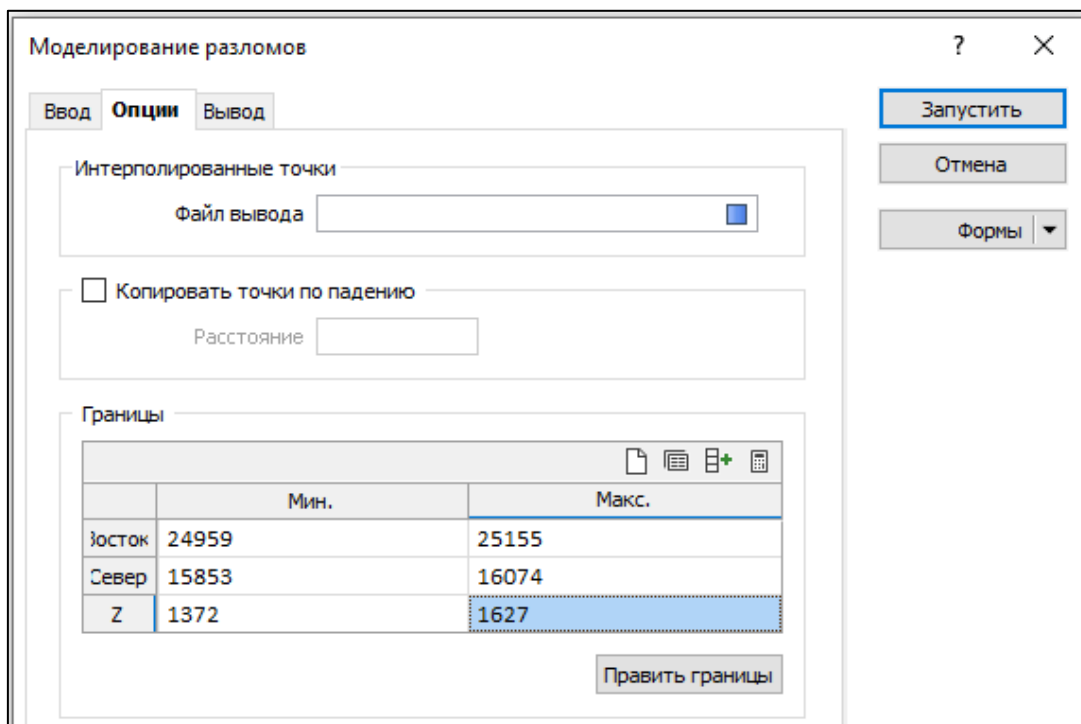 Моделирование разломов ? ×
Ввод Опции Вывод
Запустить
Отмена
Формы
Интерполированные точки
Файл вывода
Копировать точки по падению
Расстояние
Границы
Мин. Макс.
Восток 24959 25155
Север 15853 16074
Z 1372 1627
Править границы